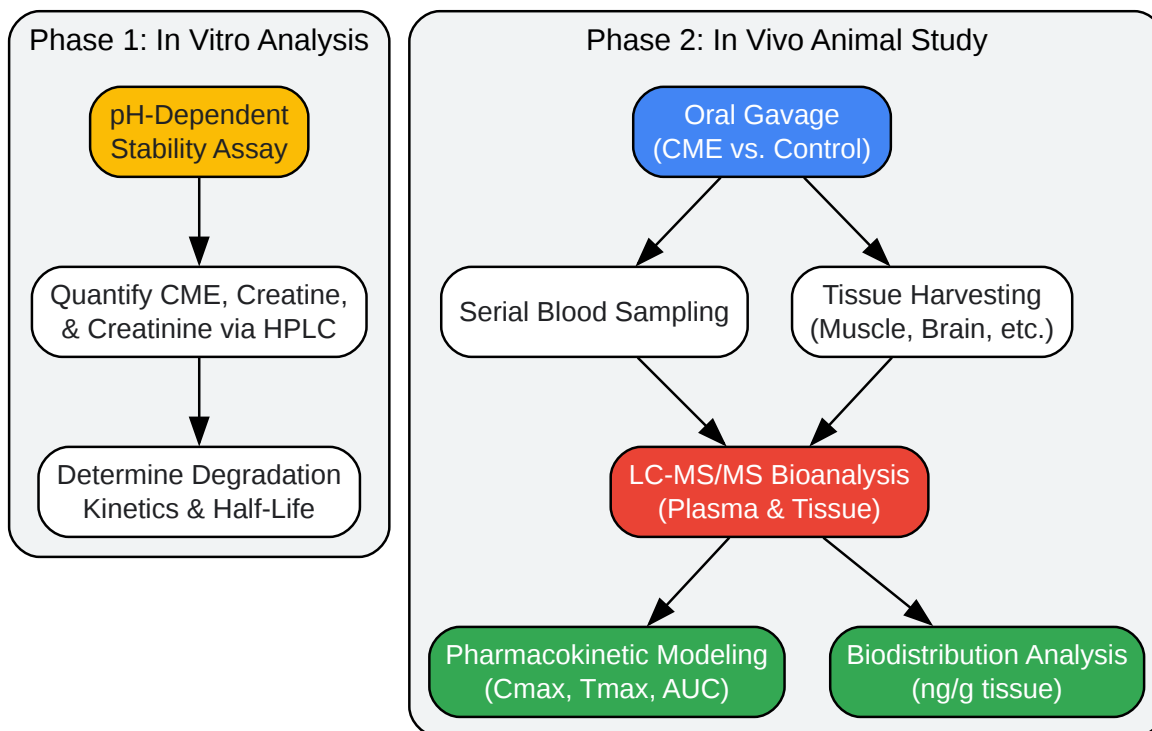 Phase 1: In Vitro Analysis
pH-Dependent
Stability Assay
Quantify CME, Creatine,
& Creatinine via HPLC
Determine Degradation
Kinetics & Half-Life
Phase 2: In Vivo Animal Study
Oral Gavage
(CME vs. Control)
Serial Blood Sampling
Tissue Harvesting
(Muscle, Brain, etc.)
LC-MS/MS Bioanalysis
(Plasma & Tissue)
Pharmacokinetic Modeling
(Cmax, Tmax, AUC)
Biodistribution Analysis
(ng/g tissue)